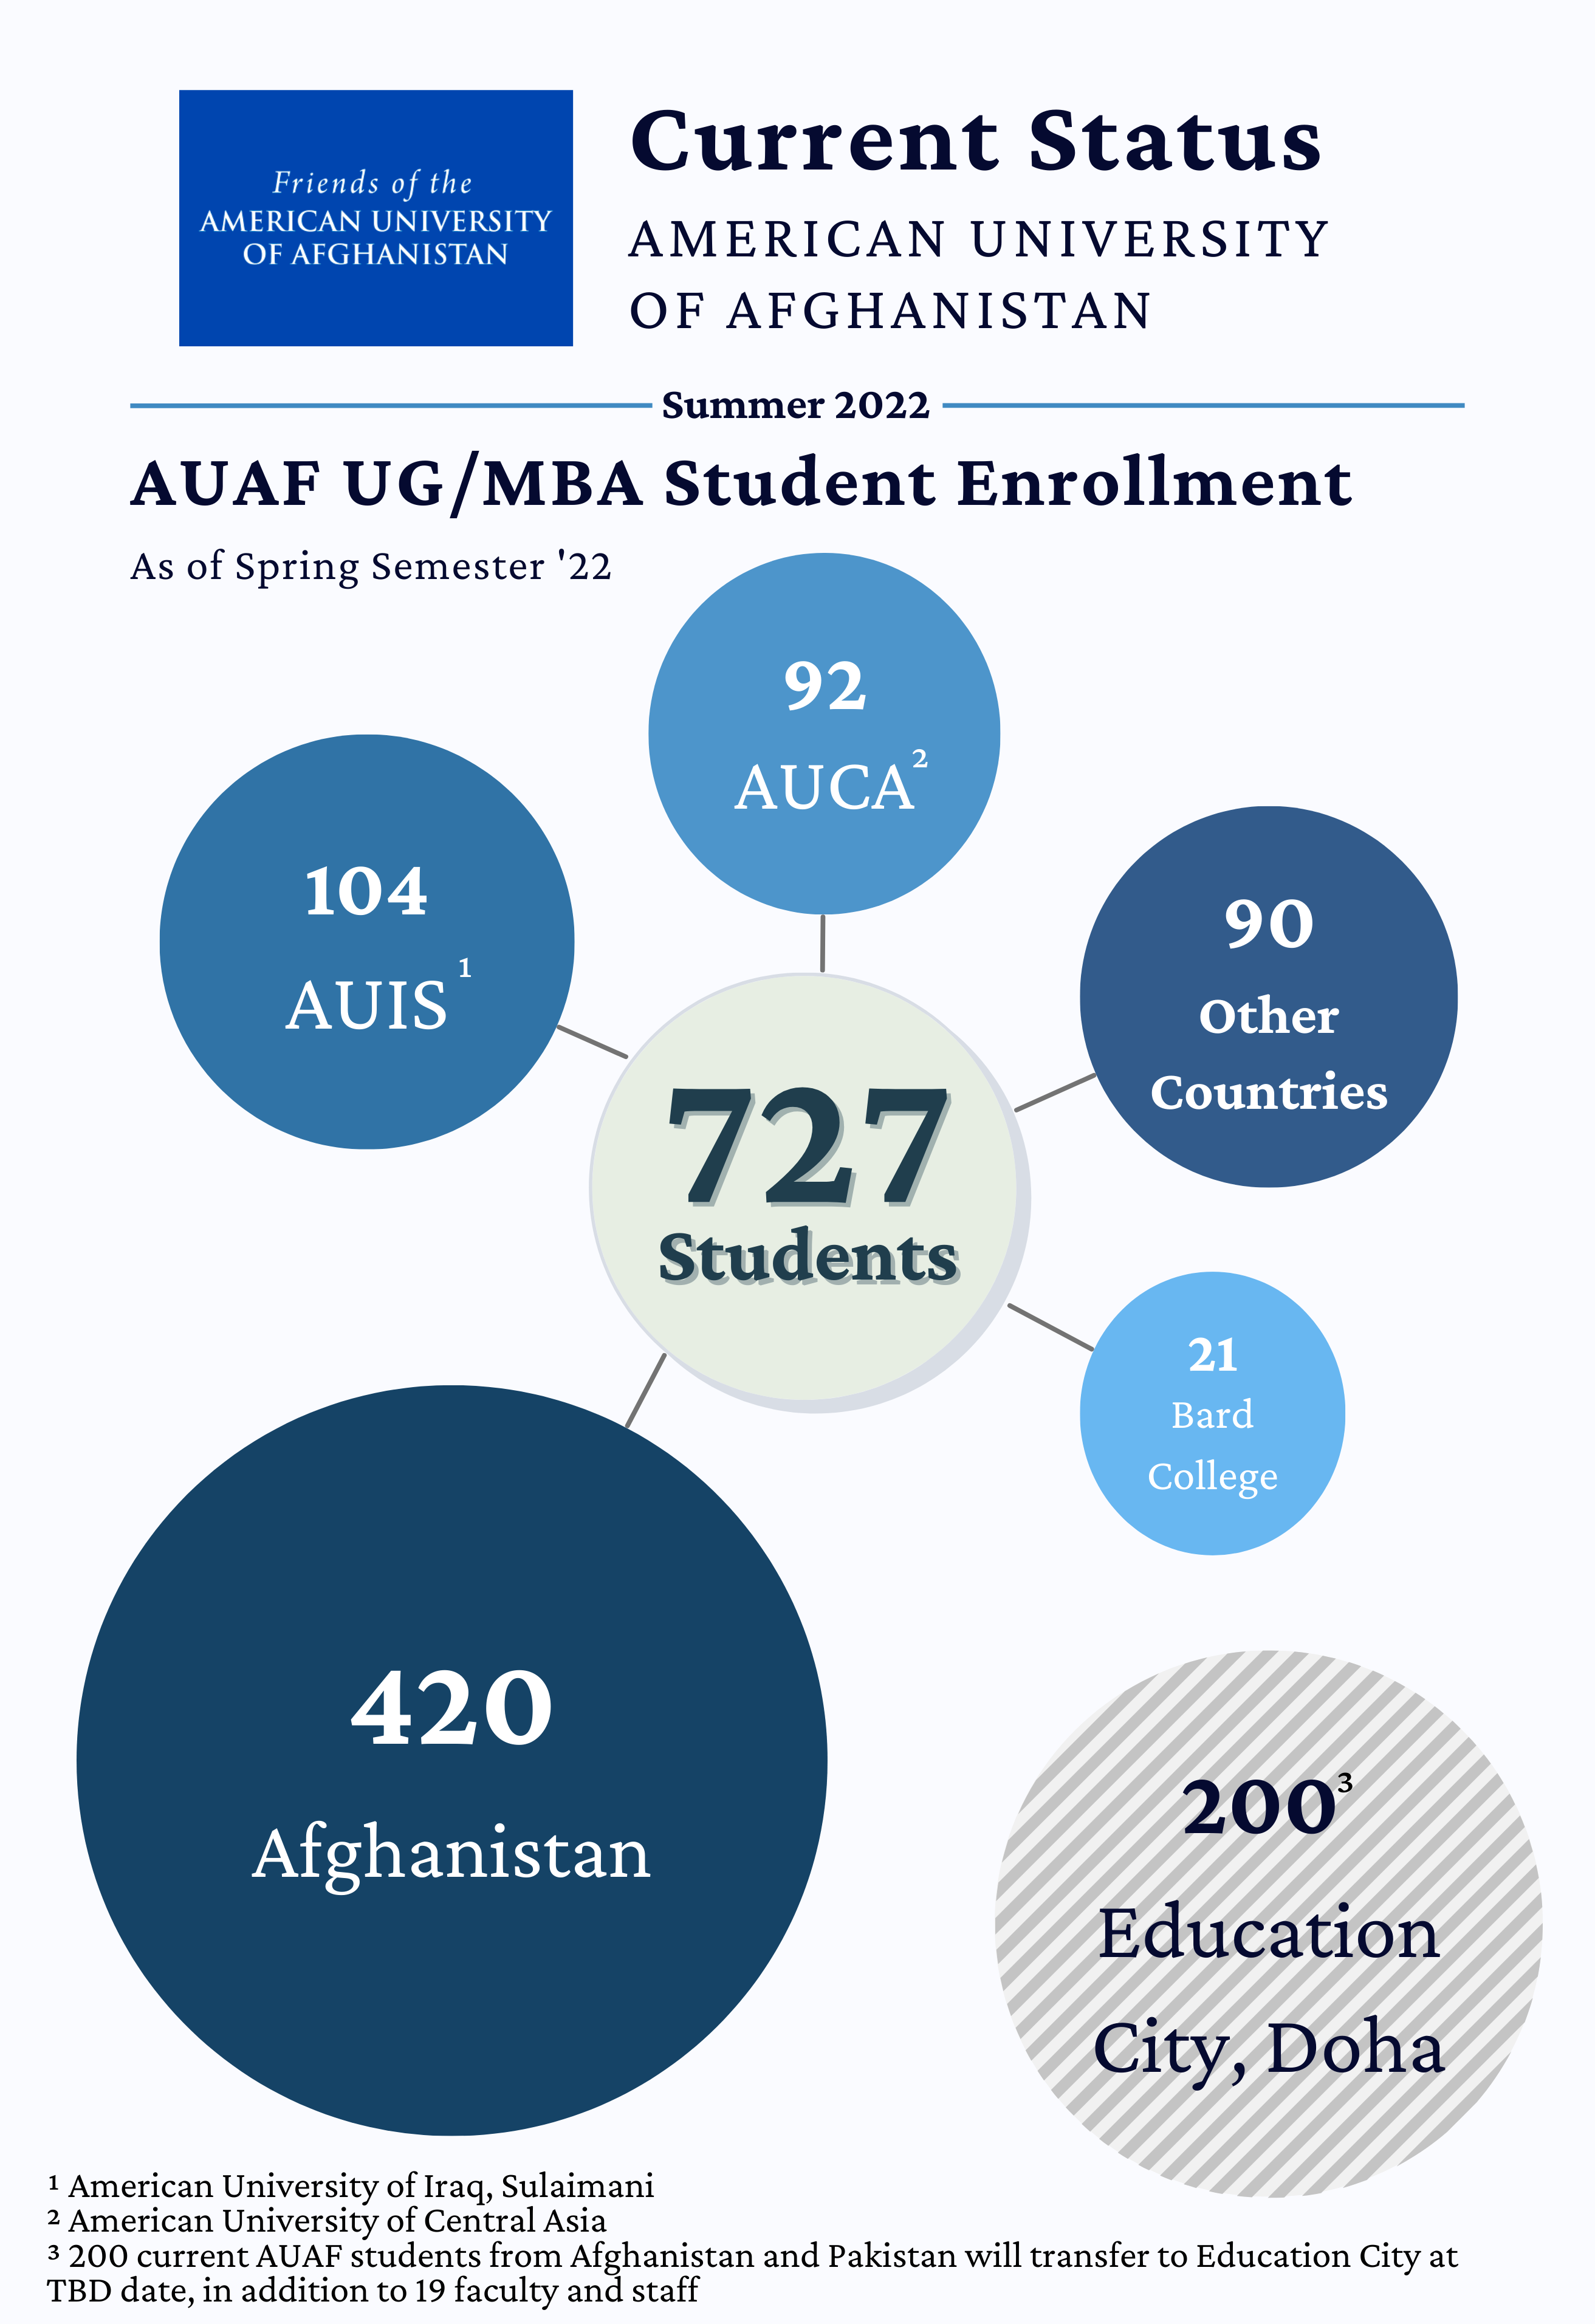 Friends of the
AMERICAN UNIVERSITY
OF AFGHANISTAN
Current Status
AMERICAN UNIVERSITY
OF AFGHANISTAN
Summer 2022
AUAF UG/MBA Student Enrollment
As of Spring Semester '22
92
AUCA²
104
AUIS ¹
90
Other
Countries
727
Students
21
Bard
College
420
Afghanistan
200³
Education
City, Doha
¹ American University of Iraq, Sulaimani
² American University of Central Asia
³ 200 current AUAF students from Afghanistan and Pakistan will transfer to Education City at
TBD date, in addition to 19 faculty and staff